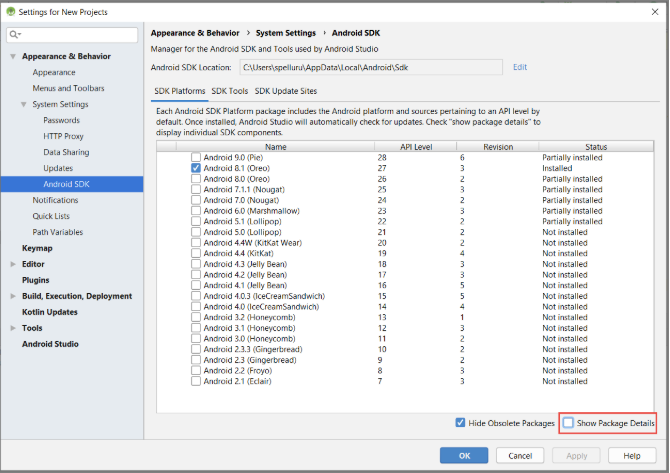 Settings for New Projects
Appearance & Behavior
Appearance
Menus and Toolbars
System Settings
Passwords
HTTP Proxy
Data Sharing
Updates
Android SDK
Notifications
Quick Lists
Path Variables
Keymap
Editor
Plugins
Build, Execution, Deployment
Kotlin Updates
Tools
Android Studio
Appearance & Behavior > System Settings > Android SDK
Manager for the Android SDK and Tools used by Android Studio
Android SDK Location: C:\Users\spelluru\AppData\Local\Android\Sdk Edit
SDK Platforms SDK Tools SDK Update Sites
Each Android SDK Platform package includes the Android platform and sources pertaining to an API level by
default. Once installed, Android Studio will automatically check for updates. Check "show package details" to
display individual SDK components.
Name API Level Revision Status
Android 9.0 (Pie) 28 6 Partially installed
Android 8.1 (Oreo) 27 3 Installed
Android 8.0 (Oreo) 26 2 Partially installed
Android 7.1.1 (Nougat) 25 3 Partially installed
Android 7.0 (Nougat) 24 2 Partially installed
Android 6.0 (Marshmallow) 23 3 Partially installed
Android 5.1 (Lollipop) 22 2 Partially installed
Android 5.0 (Lollipop) 21 2 Not installed
Android 4.4W (KitKat Wear) 20 2 Not installed
Android 4.4 (KitKat) 19 4 Not installed
Android 4.3 (Jelly Bean) 18 3 Not installed
Android 4.2 (Jelly Bean) 17 3 Not installed
Android 4.1 (Jelly Bean) 16 5 Not installed
Android 4.0.3 (IceCreamSandwich) 15 5 Not installed
Android 4.0 (IceCreamSandwich) 14 4 Not installed
Android 3.2 (Honeycomb) 13 1 Not installed
Android 3.1 (Honeycomb) 12 3 Not installed
Android 3.0 (Honeycomb) 11 2 Not installed
Android 2.3.3 (Gingerbread) 10 2 Not installed
Android 2.3 (Gingerbread) 9 2 Not installed
Android 2.2 (Froyo) 8 3 Not installed
Android 2.1 (Eclair) 7 3 Not installed
Hide Obsolete Packages Show Package Details
OK Cancel Apply Help